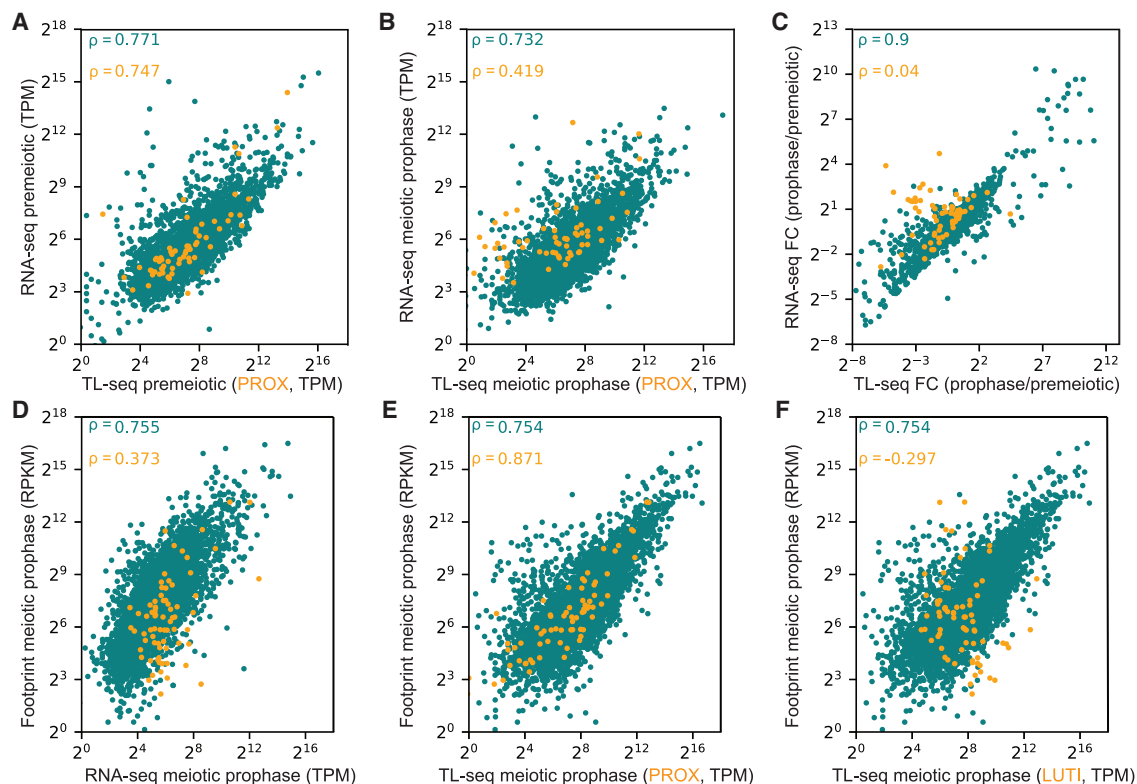 A
ρ = 0.771
ρ = 0.747
RNA-seq premeiotic (TPM)
2^18
2^15
2^12
2^9
2^6
2^3
2^0
2^0 2^4 2^8 2^12 2^16
TL-seq premeiotic (PROX, TPM)
B
ρ = 0.732
ρ = 0.419
RNA-seq meiotic prophase (TPM)
2^18
2^15
2^12
2^9
2^6
2^3
2^0
2^0 2^4 2^8 2^12 2^16
TL-seq meiotic prophase (PROX, TPM)
C
ρ = 0.9
ρ = 0.04
RNA-seq FC (prophase/premeiotic)
2^13
2^10
2^7
2^4
2^1
2^−2
2^−5
2^−8
2^−8 2^−3 2^2 2^7 2^12
TL-seq FC (prophase/premeiotic)
D
ρ = 0.755
ρ = 0.373
Footprint meiotic prophase (RPKM)
2^18
2^15
2^12
2^9
2^6
2^3
2^0
2^0 2^4 2^8 2^12 2^16
RNA-seq meiotic prophase (TPM)
E
ρ = 0.754
ρ = 0.871
Footprint meiotic prophase (RPKM)
2^18
2^15
2^12
2^9
2^6
2^3
2^0
2^0 2^4 2^8 2^12 2^16
TL-seq meiotic prophase (PROX, TPM)
F
ρ = 0.754
ρ = -0.297
Footprint meiotic prophase (RPKM)
2^18
2^15
2^12
2^9
2^6
2^3
2^0
2^0 2^4 2^8 2^12 2^16
TL-seq meiotic prophase (LUTI, TPM)